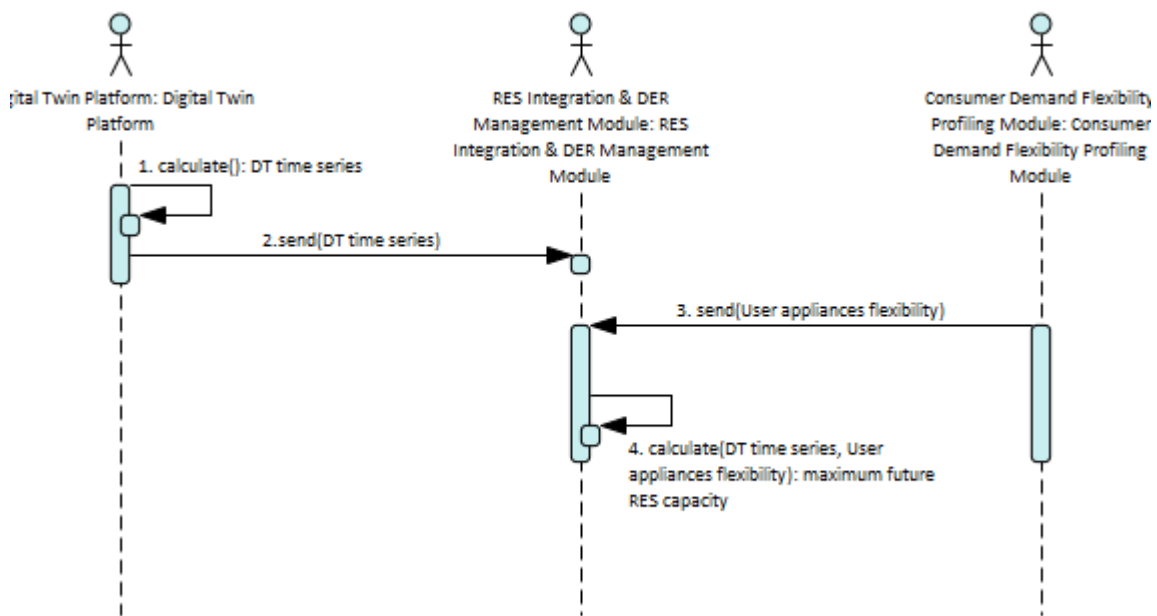 gital Twin Platform: Digital Twin
Platform
RES Integration & DER
Management Module: RES
Integration & DER Management
Module
Consumer Demand Flexibility
Profiling Module: Consumer
Demand Flexibility Profiling
Module
1. calculate(): DT time series
2.send(DT time series)
3. send(User appliances flexibility)
4. calculate(DT time series, User
appliances flexibility): maximum future
RES capacity